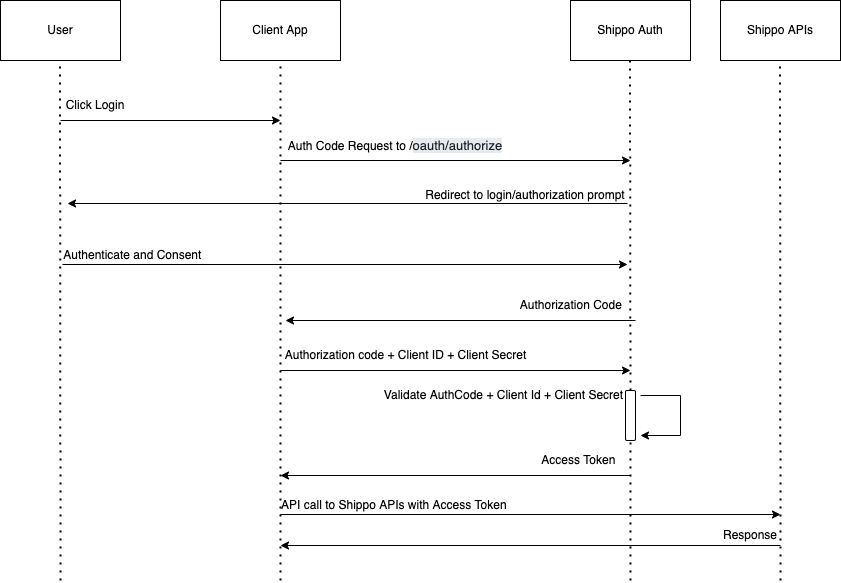 User
Client App
Shippo Auth
Shippo APIs
Click Login
Auth Code Request to /oauth/authorize
Redirect to login/authorization prompt
Authenticate and Consent
Authorization Code
Authorization code + Client ID + Client Secret
Validate AuthCode + Client Id + Client Secret
Access Token
API call to Shippo APIs with Access Token
Response